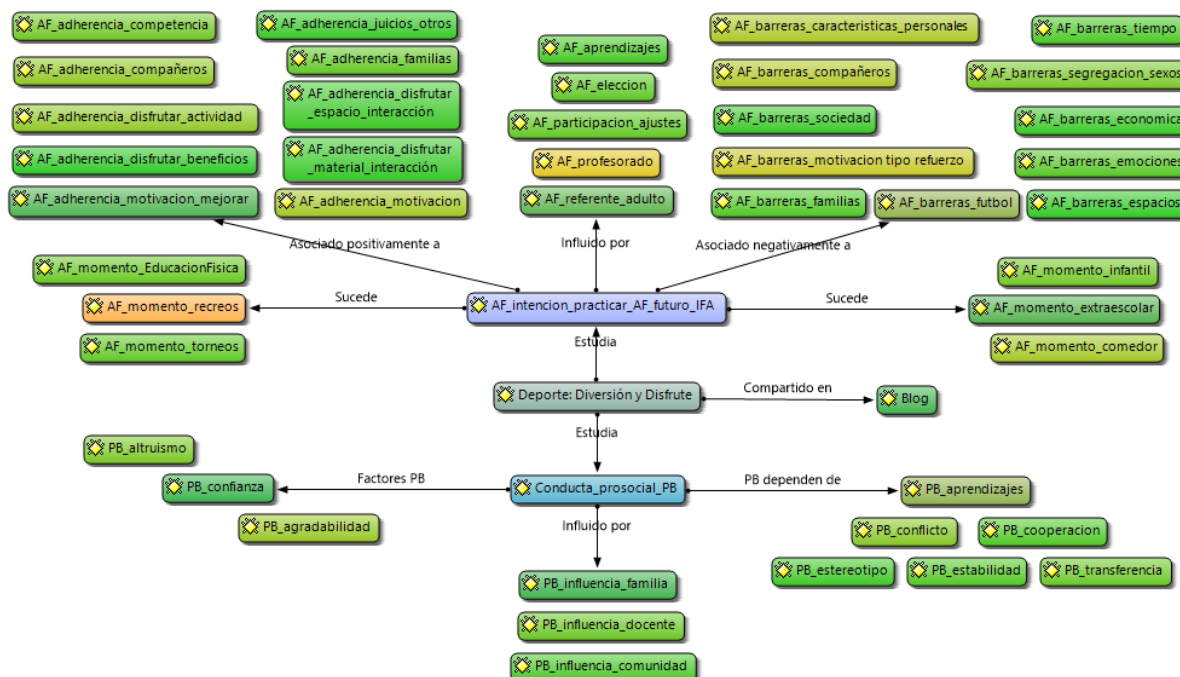 AF_adherencia_competencia
AF_adherencia_juicios_otros
AF_barreras_caracteristicas_personales
AF_barreras_tiempo
AF_aprendizajes
AF_adherencia_familias
AF_adherencia_compañeros
AF_barreras_compañeros
AF_barreras_segregacion_sexos
AF_eleccion
AF_adherencia_disfrutar
_espacio_interacción
AF_adherencia_disfrutar_actividad
AF_participacion_ajustes
AF_barreras_sociedad
AF_barreras_economica
AF_adherencia_disfrutar_beneficios
AF_adherencia_disfrutar
_material_interacción
AF_profesorado
AF_barreras_motivacion tipo refuerzo
AF_barreras_emociones
AF_adherencia_motivacion_mejorar
AF_adherencia_motivacion
AF_referente_adulto
AF_barreras_familias
AF_barreras_futbol
AF_barreras_espacios
Asociado positivamente a
Influido por
Asociado negativamente a
AF_momento_EducacionFisica
AF_momento_infantil
Sucede
Sucede
AF_momento_recreos
AF_intencion_practicar_AF_futuro_IFA
AF_momento_extraescolar
AF_momento_torneos
Estudia
AF_momento_comedor
Deporte: Diversión y Disfrute
Compartido en
Blog
Estudia
PB_altruismo
PB_confianza
Factores PB
Conducta_prosocial_PB
PB dependen de
PB_aprendizajes
PB_agradabilidad
Influido por
PB_conflicto
PB_cooperacion
PB_influencia_familia
PB_estereotipo
PB_estabilidad
PB_transferencia
PB_influencia_docente
PB_influencia_comunidad